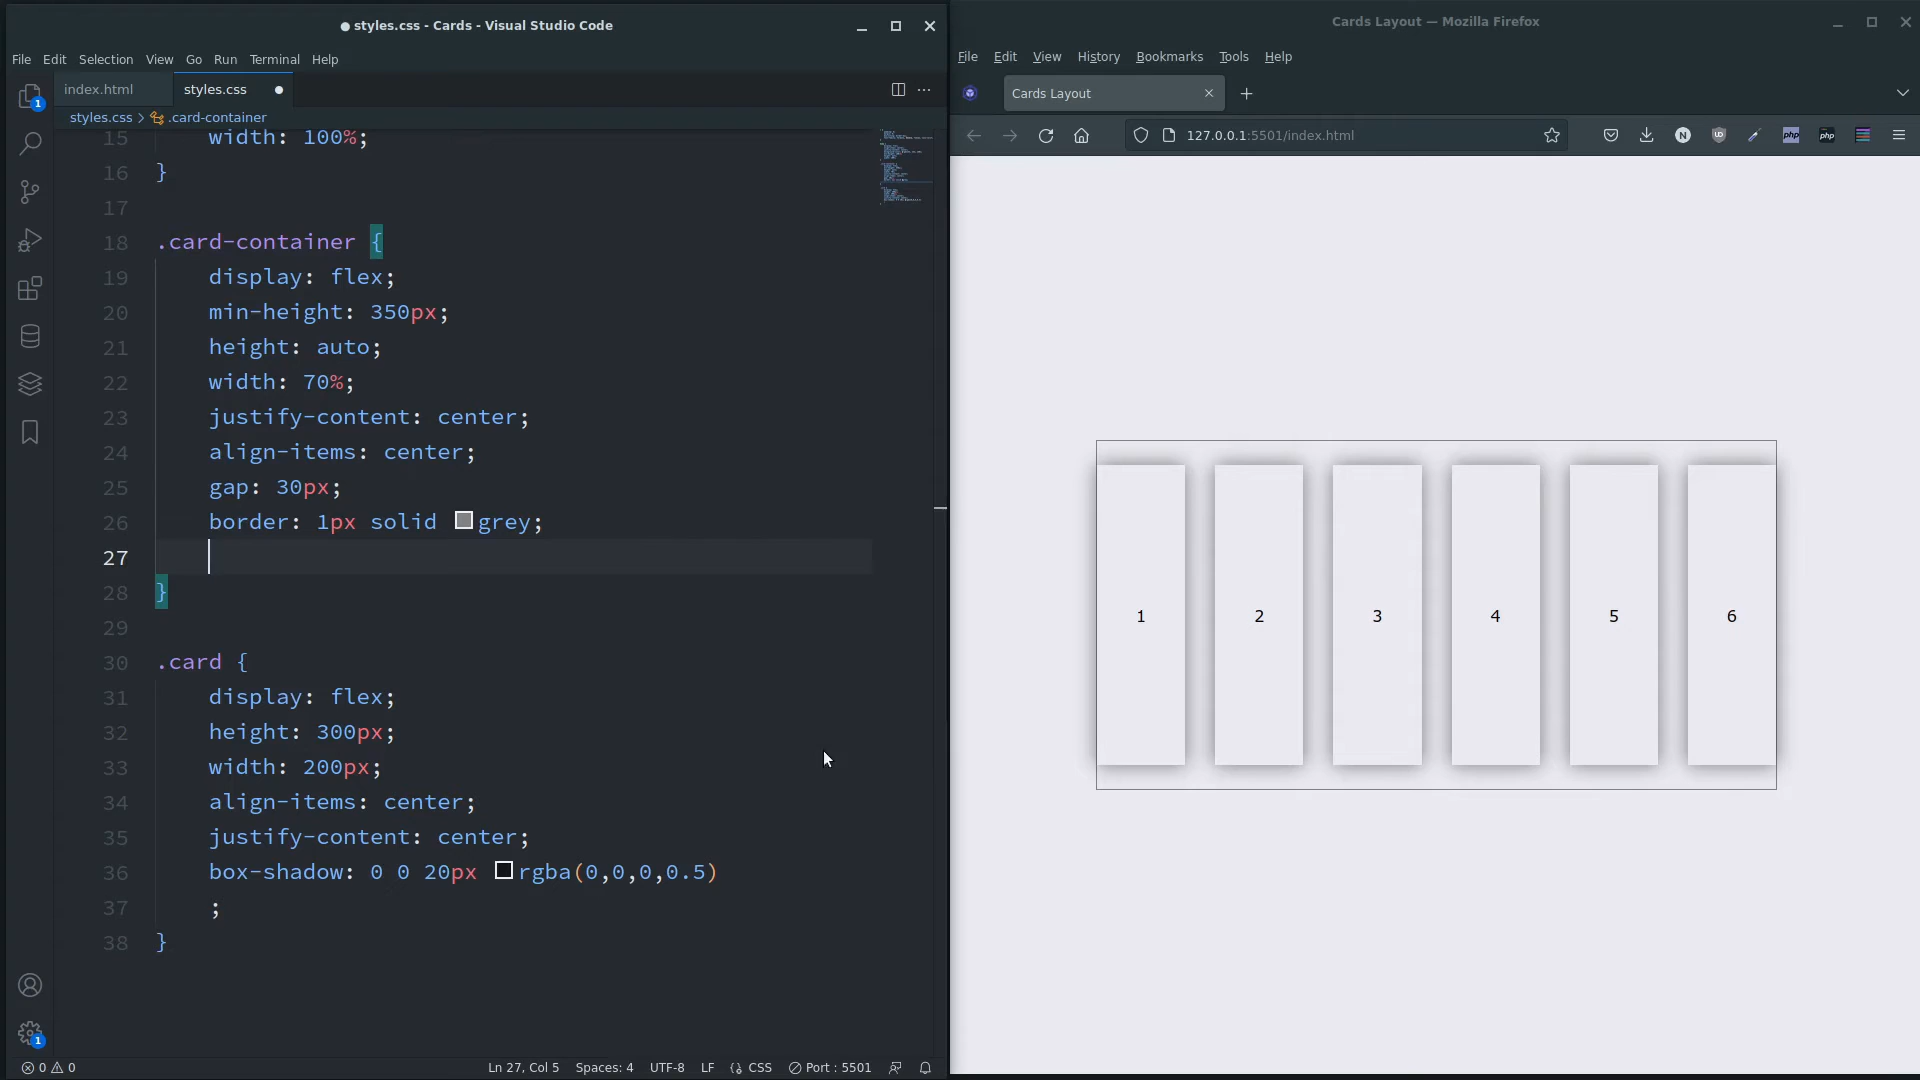 styles.css - Cards - Visual Studio Code
File Edit Selection View Go Run Terminal Help
index.html styles.css
styles.css > .card-container
15 width: 100%;
16 }
17
18 .card-container {
19 display: flex;
20 min-height: 350px;
21 height: auto;
22 width: 70%;
23 justify-content: center;
24 align-items: center;
25 gap: 30px;
26 border: 1px solid grey;
27
28 }
29
30 .card {
31 display: flex;
32 height: 300px;
33 width: 200px;
34 align-items: center;
35 justify-content: center;
36 box-shadow: 0 0 20px rgba(0,0,0,0.5)
37 ;
38 }
1
1
0 0 Ln 27, Col 5 Spaces: 4 UTF-8 LF CSS Port : 5501
Cards Layout — Mozilla Firefox
File Edit View History Bookmarks Tools Help
Cards Layout
127.0.0.1:5501/index.html
N UD php php
1 2 3 4 5 6